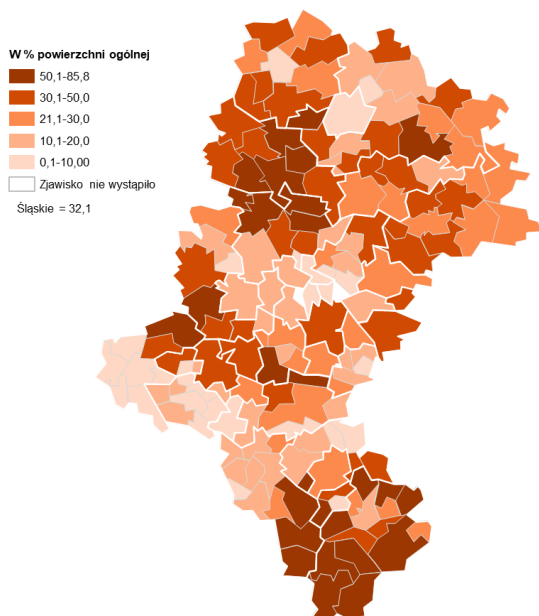 W % powierzchni ogólnej
50,1-85,8
30,1-50,0
21,1-30,0
10,1-20,0
0,1-10,00
Zjawisko nie wystąpiło
Śląskie = 32,1